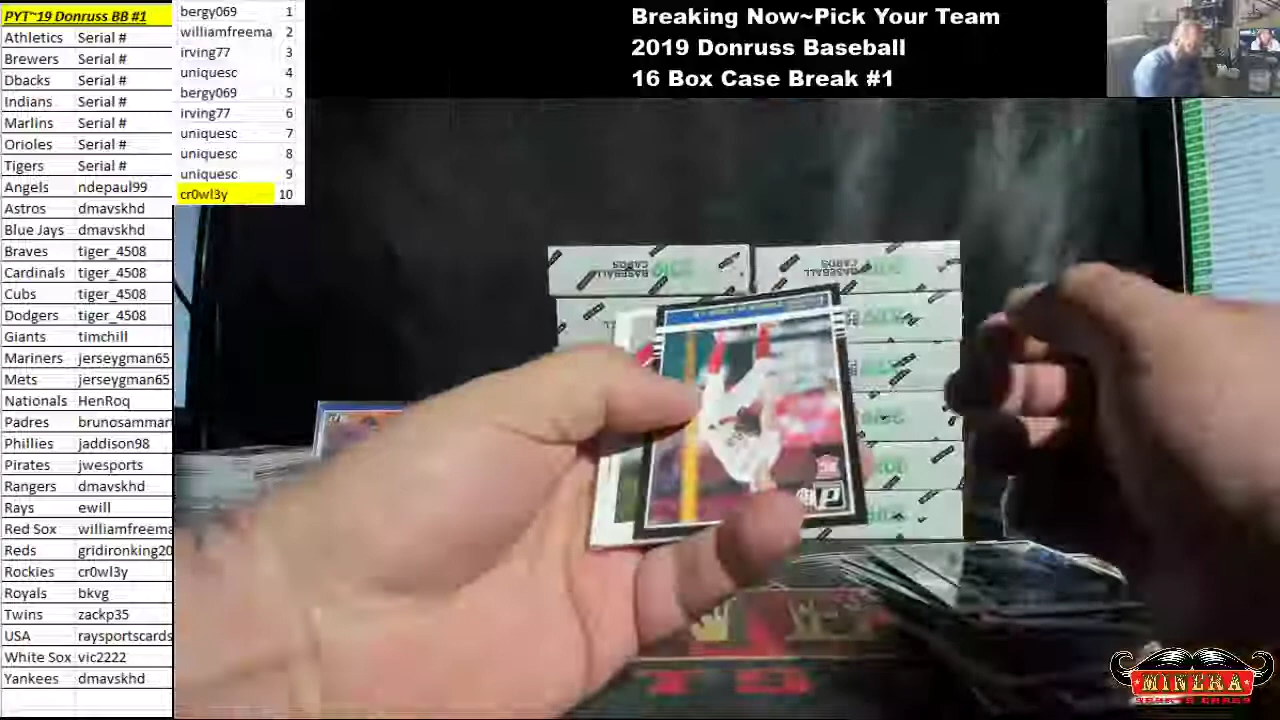 PYT~19 Donruss BB #1
Athletics Serial #
Brewers Serial #
Dbacks Serial #
Indians Serial #
Marlins Serial #
Orioles Serial #
Tigers Serial #
Angels ndepaul99
Astros dmavskhd
Blue Jays dmavskhd
Braves tiger_4508
Cardinals tiger_4508
Cubs tiger_4508
Dodgers tiger_4508
Giants timchill
Mariners jerseygman65
Mets jerseygman65
Nationals HenRoq
Padres brunosammar
Phillies jaddison98
Pirates jwesports
Rangers dmavskhd
Rays ewill
Red Sox williamfreema
Reds gridironking20
Rockies cr0wl3y
Royals bkvg
Twins zackp35
USA raysportscards
White Sox vic2222
Yankees dmavskhd
bergy069 1
williamfreema 2
irving77 3
uniquesc 4
bergy069 5
irving77 6
uniquesc 7
uniquesc 8
uniquesc 9
cr0wl3y 10
Breaking Now~Pick Your Team
2019 Donruss Baseball
16 Box Case Break #1
BASEBALL CARDS
BASEBALL CARDS
MINERA